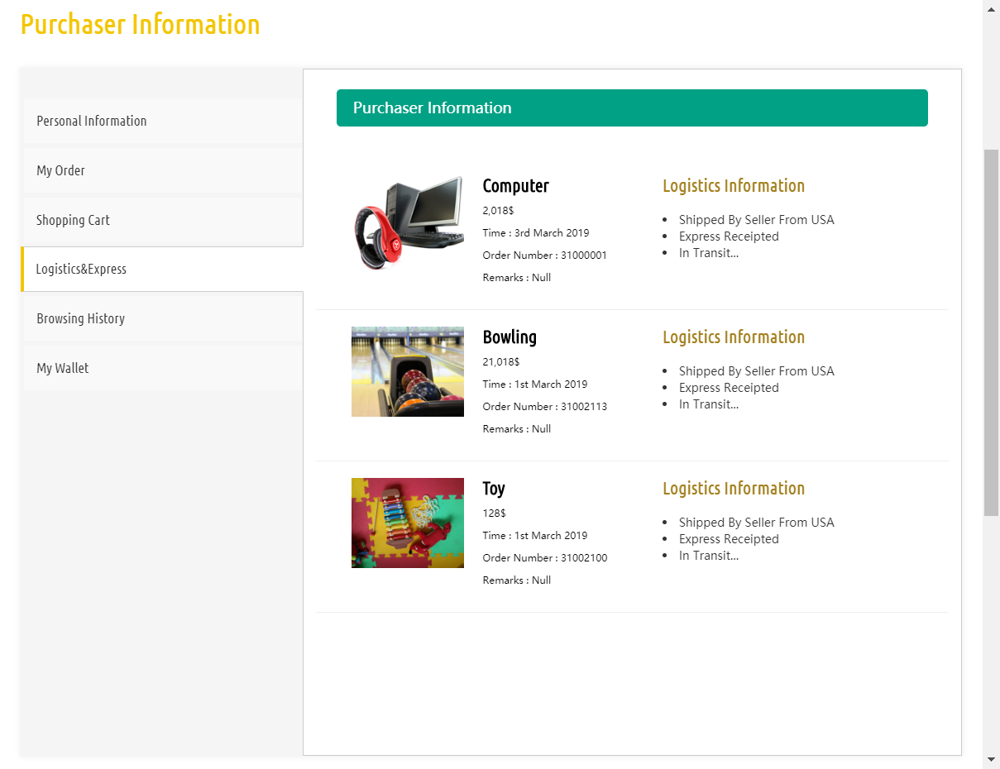 Purchaser Information
Personal Information
My Order
Shopping Cart
Logistics&Express
Browsing History
My Wallet
Purchaser Information
Computer
2,018$
Time : 3rd March 2019
Order Number : 31000001
Remarks : Null
Logistics Information
Shipped By Seller From USA
Express Receipted
In Transit...
Bowling
21,018$
Time : 1st March 2019
Order Number : 31002113
Remarks : Null
Logistics Information
Shipped By Seller From USA
Express Receipted
In Transit...
Toy
128$
Time : 1st March 2019
Order Number : 31002100
Remarks : Null
Logistics Information
Shipped By Seller From USA
Express Receipted
In Transit...